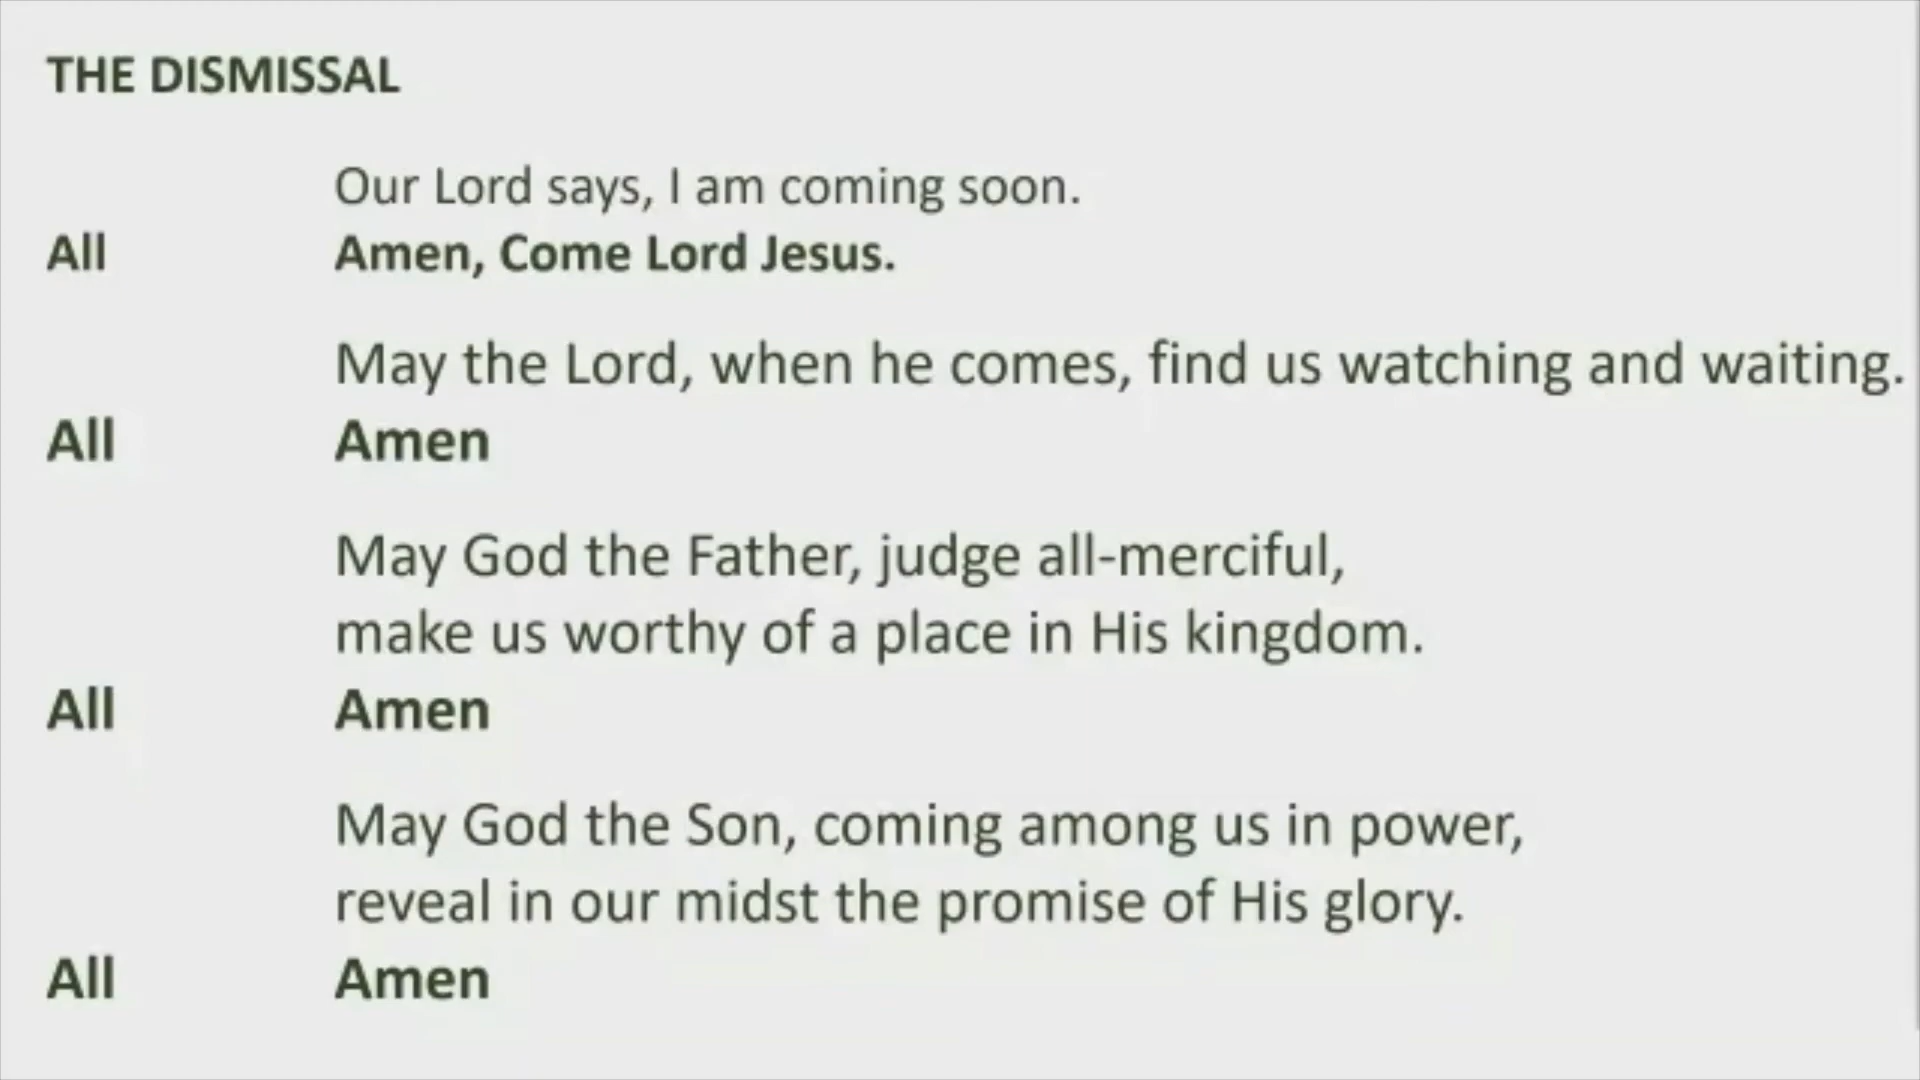 THE DISMISSAL
Our Lord says, I am coming soon.
All Amen, Come Lord Jesus.
May the Lord, when he comes, find us watching and waiting.
All Amen
May God the Father, judge all-merciful,
make us worthy of a place in His kingdom.
All Amen
May God the Son, coming among us in power,
reveal in our midst the promise of His glory.
All Amen